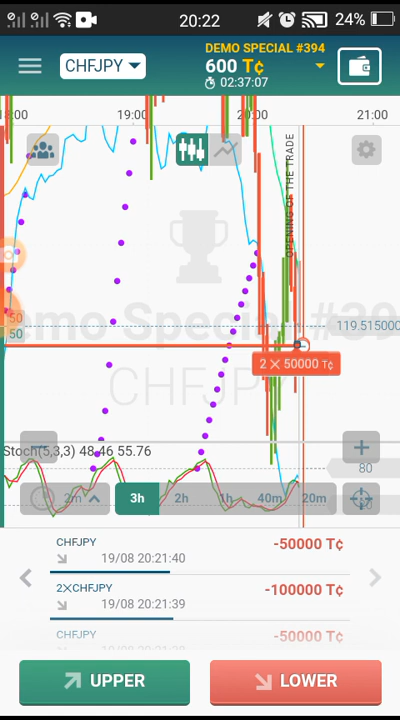 20:22
24%
CHFJPY
DEMO SPECIAL #394
600 T¢
02:37:07
18:00 19:00 20:00 21:00
OPENING OF THE TRADE
50
50
Demo Special #39
119.515000
2 X 50000 T¢
CHFJPY
Stoch(5,3,3) 48.46 55.76
80
2m 3h 2h 1h 40m 20m
CHFJPY -50000 T¢
19/08 20:21:40
2XCHFJPY -100000 T¢
19/08 20:21:39
CHFJPY -50000 T¢
UPPER LOWER